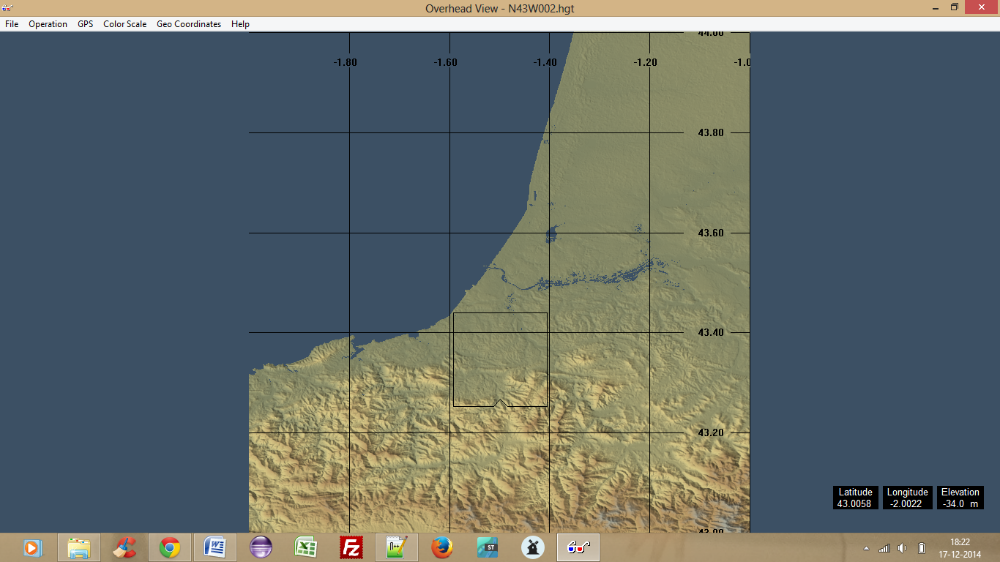 Overhead View - N43W002.hgt
File Operation GPS Color Scale Geo Coordinates Help
44.00
-1.80 -1.60 -1.40 -1.20 -1.0
43.80
43.60
43.40
43.20
Latitude Longitude Elevation
43.0058 -2.0022 -34.0 m
43.00
W X Fz n++ ST
18:22
17-12-2014